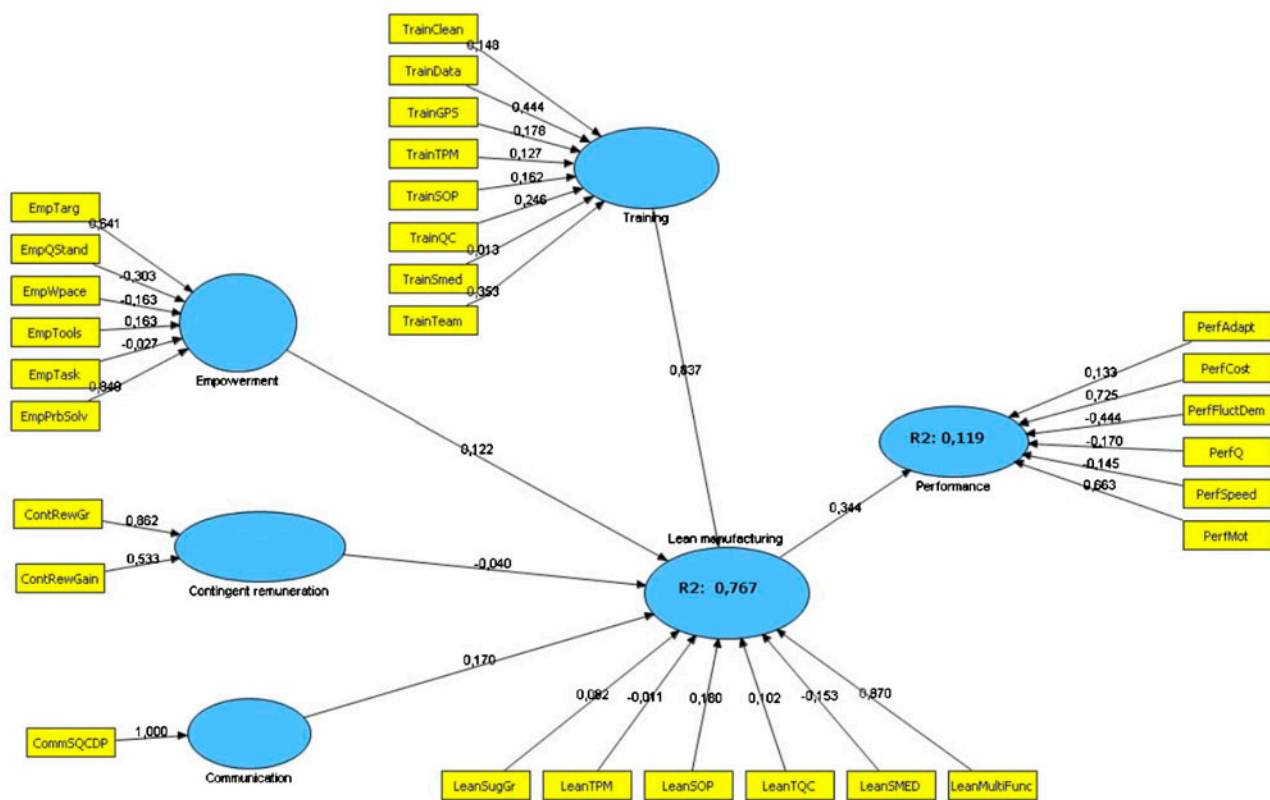 TrainClean
0,148
TrainData
0,444
TrainGPS
0,178
TrainTPM
0,127
TrainSOP
0,162
TrainQC
0,246
TrainSmed
0,013
TrainTeam
0,353
Training
EmpTarg
0,641
EmpQStand
-0,303
EmpWpace
-0,163
EmpTools
0,163
EmpTask
-0,027
EmpPrbSolv
0,849
Empowerment
0,837
0,122
PerfAdapt
0,133
PerfCost
0,725
PerfFluctDem
-0,444
PerfQ
-0,170
PerfSpeed
-0,145
PerfMot
0,663
R2: 0,119
Performance
0,344
ContRewGr
0,862
ContRewGain
0,533
Contingent remuneration
-0,040
Lean manufacturing
R2: 0,767
0,170
CommSQCDP
1,000
Communication
0,092
-0,011
0,180
0,102
-0,153
0,870
LeanSugGr
LeanTPM
LeanSOP
LeanTQC
LeanSMED
LeanMultiFunc